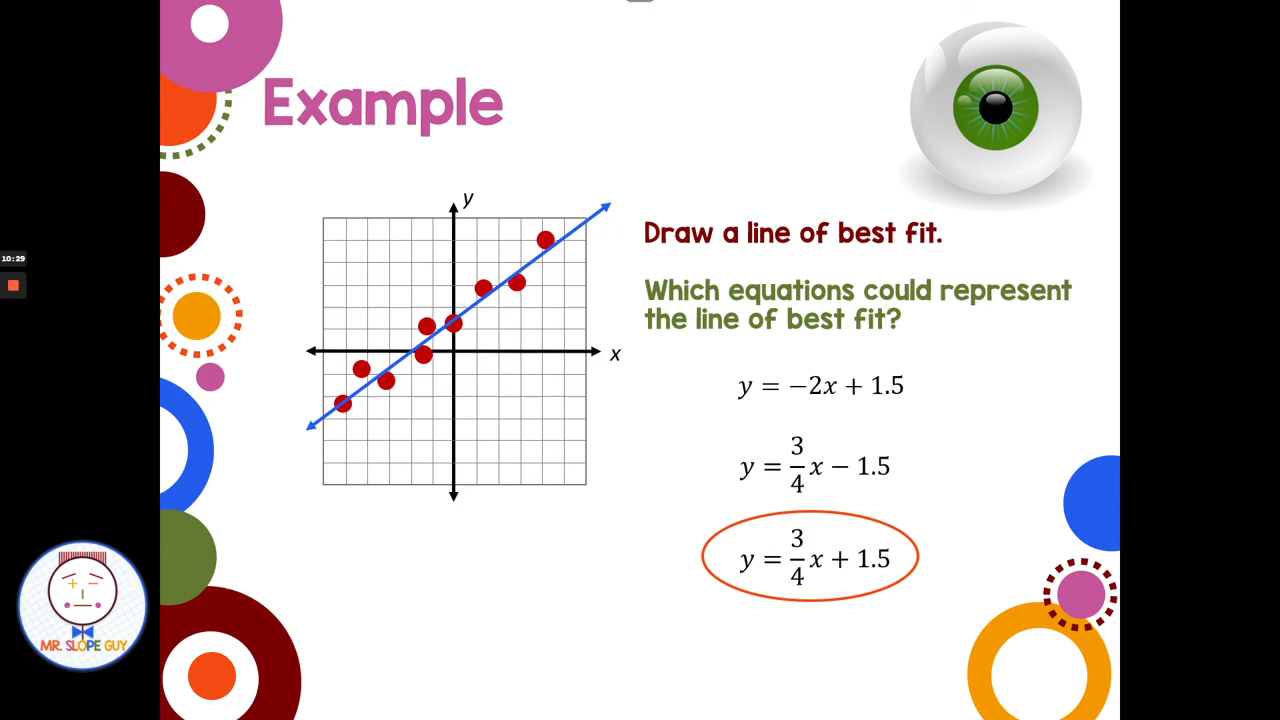 Example
y
x
Draw a line of best fit.
Which equations could represent
the line of best fit?
y = −2x + 1.5
y = 3/4 x − 1.5
y = 3/4 x + 1.5
10:29
MR. SLOPE GUY